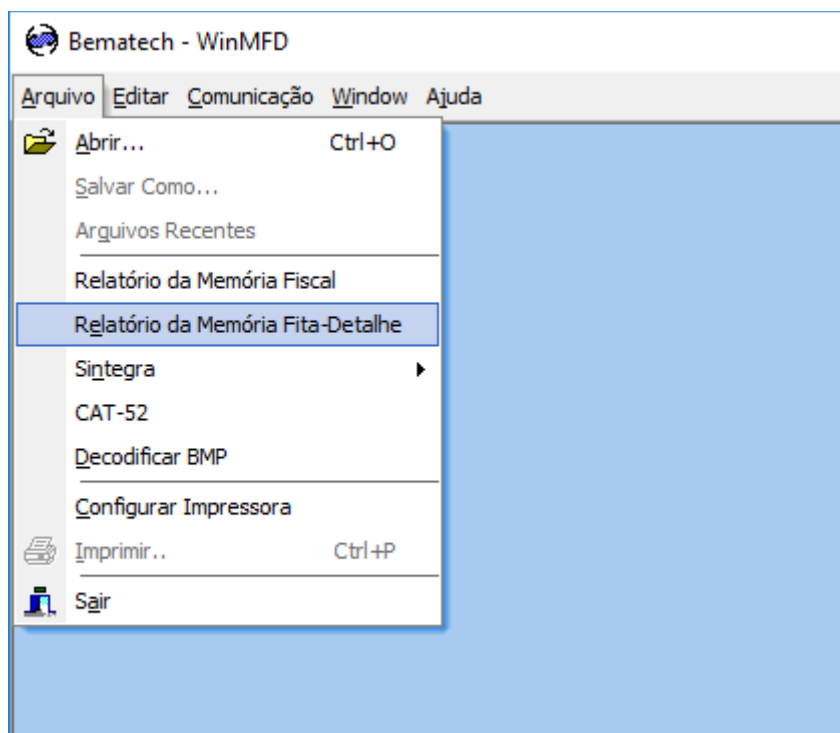 Bematech - WinMFD
Arquivo Editar Comunicação Window Ajuda
Abrir... Ctrl+O
Salvar Como...
Arquivos Recentes
Relatório da Memória Fiscal
Relatório da Memória Fita-Detalhe
Sintegra
CAT-52
Decodificar BMP
Configurar Impressora
Imprimir.. Ctrl+P
Sair